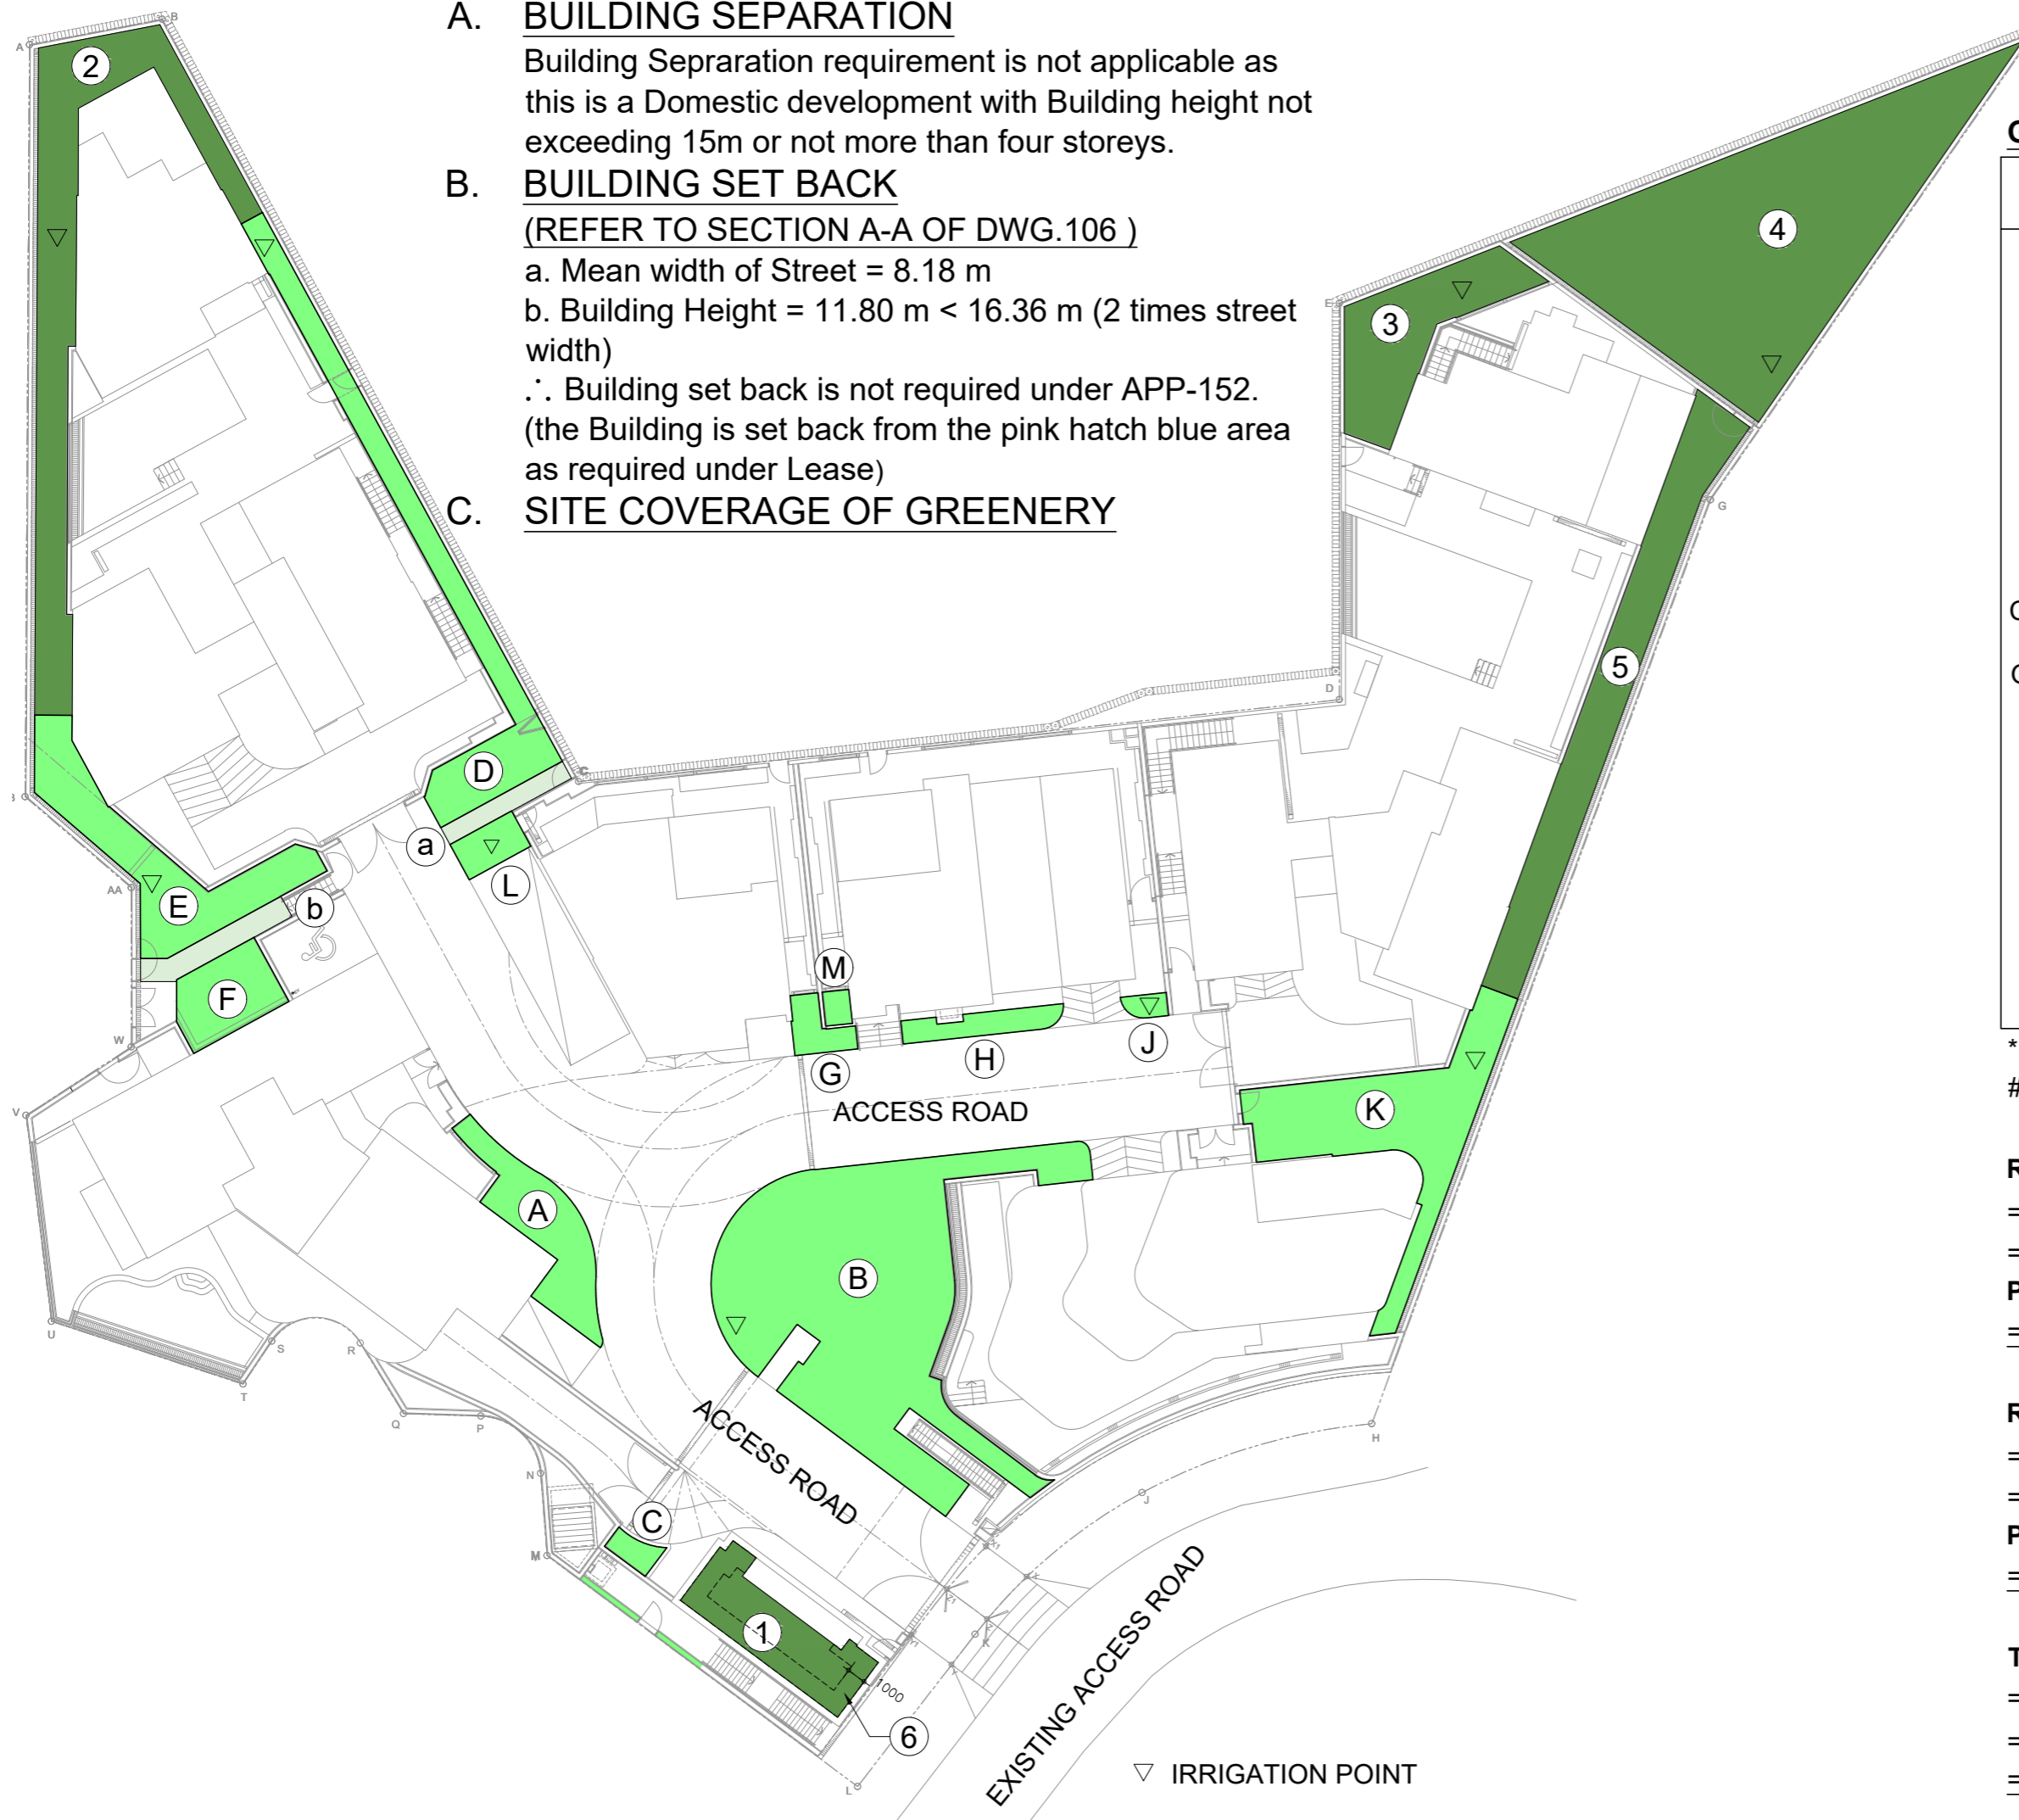 A. BUILDING SEPARATION
Building Sepraration requirement is not applicable as
this is a Domestic development with Building height not
exceeding 15m or not more than four storeys.
B. BUILDING SET BACK
(REFER TO SECTION A-A OF DWG.106 )
a. Mean width of Street = 8.18 m
b. Building Height = 11.80 m < 16.36 m (2 times street
width)
∴ Building set back is not required under APP-152.
(the Building is set back from the pink hatch blue area
as required under Lease)
C. SITE COVERAGE OF GREENERY
A
B
2
4
E
3
G
5
D
C
D
a
L
AA
E
b
F
W
M
G
H
J
ACCESS ROAD
K
V
A
B
U
S
R
T
Q
P
H
N
J
ACCESS ROAD
C
M
1
1000
6
K
L
EXISTING ACCESS ROAD
▽ IRRIGATION POINT
*
#
=
=
=
=
=
=
=
=
=